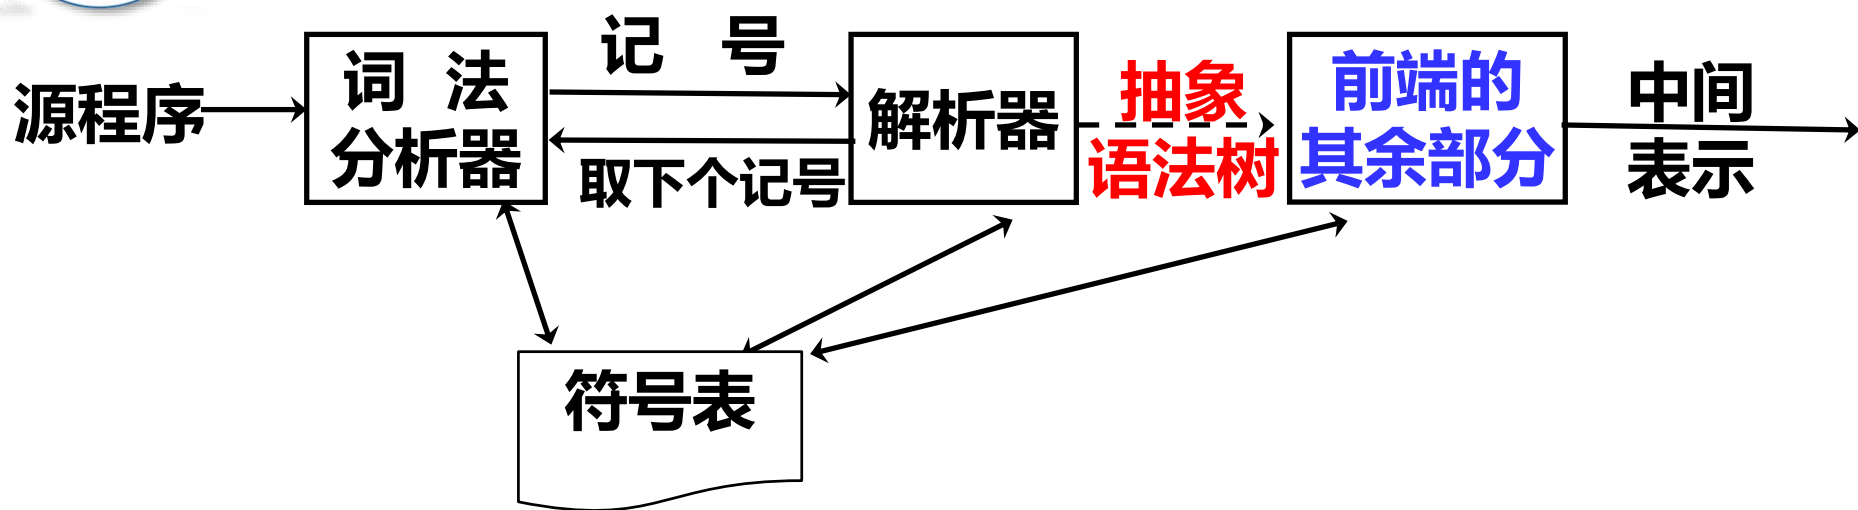 源程序
词 法
分析器
记 号
取下个记号
解析器
抽象
语法树
前端的
其余部分
中间
表示
符号表